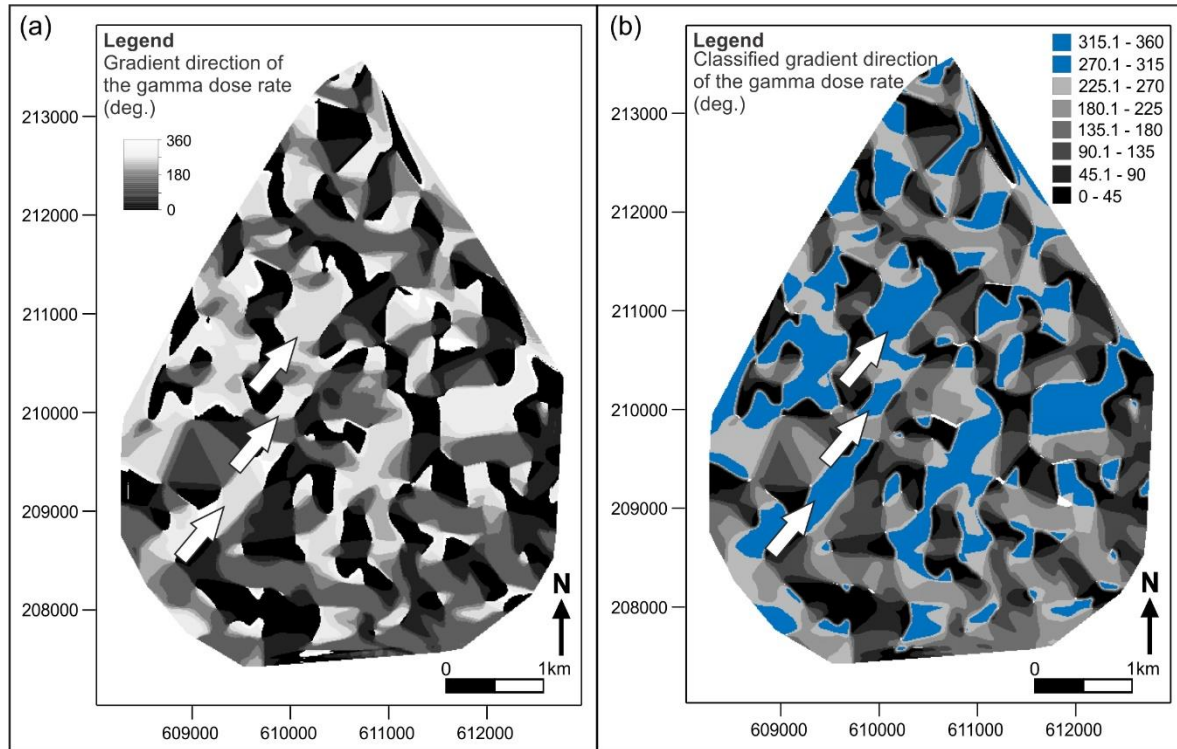 (a)
Legend
Gradrient direction of
the gamma dose rate
(deg.)
360
180
0
213000
212000
211000
210000
209000
208000
609000 610000 611000 612000
N
0 1km
(b)
Legend
Classified gradient direction
of the gamma dose rate
(deg.)
315.1 - 360
270.1 - 315
225.1 - 270
180.1 - 225
135.1 - 180
90.1 - 135
45.1 - 90
0 - 45
213000
212000
211000
210000
209000
208000
609000 610000 611000 612000
N
0 1km